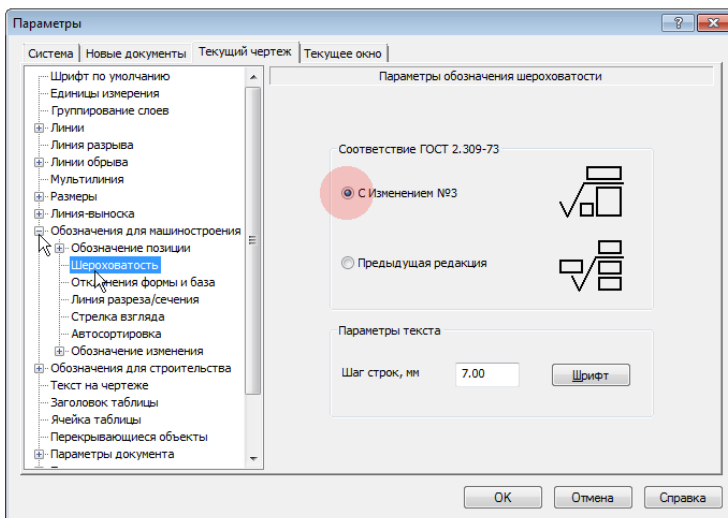 Параметры
Система Новые документы Текущий чертеж Текущее окно
Шрифт по умолчанию
Единицы измерения
Группирование слоев
Линии
Линия разрыва
Линии обрыва
Мультилиния
Размеры
Линия-выноска
Обозначения для машиностроения
Обозначение позиции
Шероховатость
Отклонения формы и база
Линия разреза/сечения
Стрелка взгляда
Автосортировка
Обозначение изменения
Обозначения для строительства
Текст на чертеже
Заголовок таблицы
Ячейка таблицы
Перекрывающиеся объекты
Параметры документа
Параметры обозначения шероховатости
Соответствие ГОСТ 2.309-73
С Изменением №3
Предыдущая редакция
Параметры текста
Шаг строк, мм 7.00 Шрифт
OK Отмена Справка